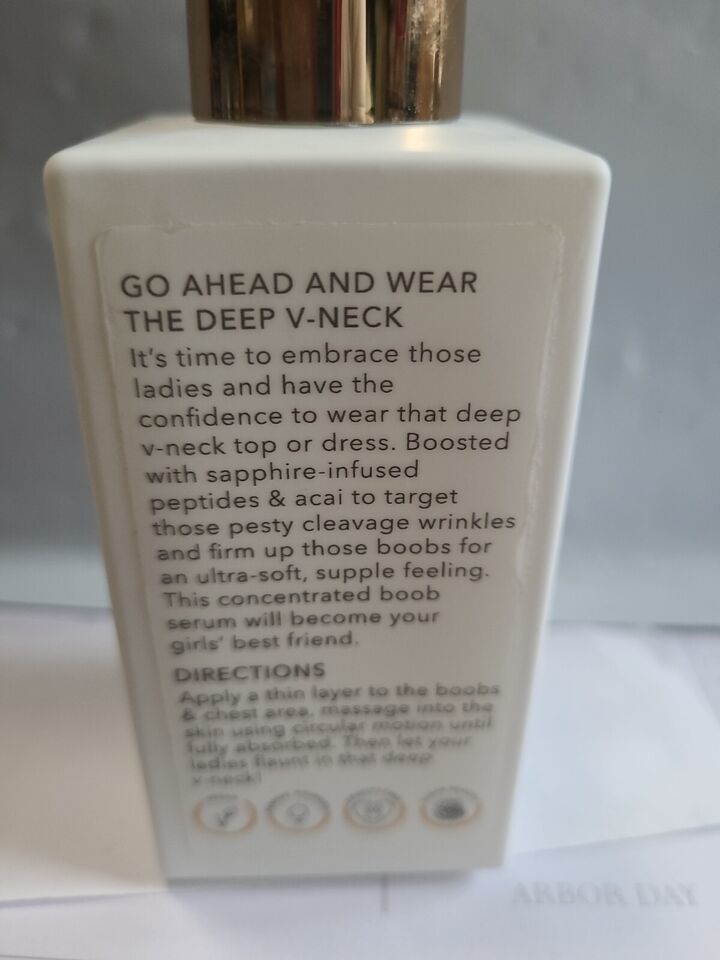 GO AHEAD AND WEAR
THE DEEP V-NECK
It's time to embrace those
ladies and have the
confidence to wear that deep
v-neck top or dress. Boosted
with sapphire-infused
peptides & acai to target
those pesty cleavage wrinkles
and firm up those boobs for
an ultra-soft, supple feeling.
This concentrated boob
serum will become your
girls' best friend.
DIRECTIONS
Apply a thin layer to the boobs
& chest area, massage into the
skin using circular motion until
fully absorbed. Then let your
ladies flaunt in that deep
v-neck!
ARBOR DAY